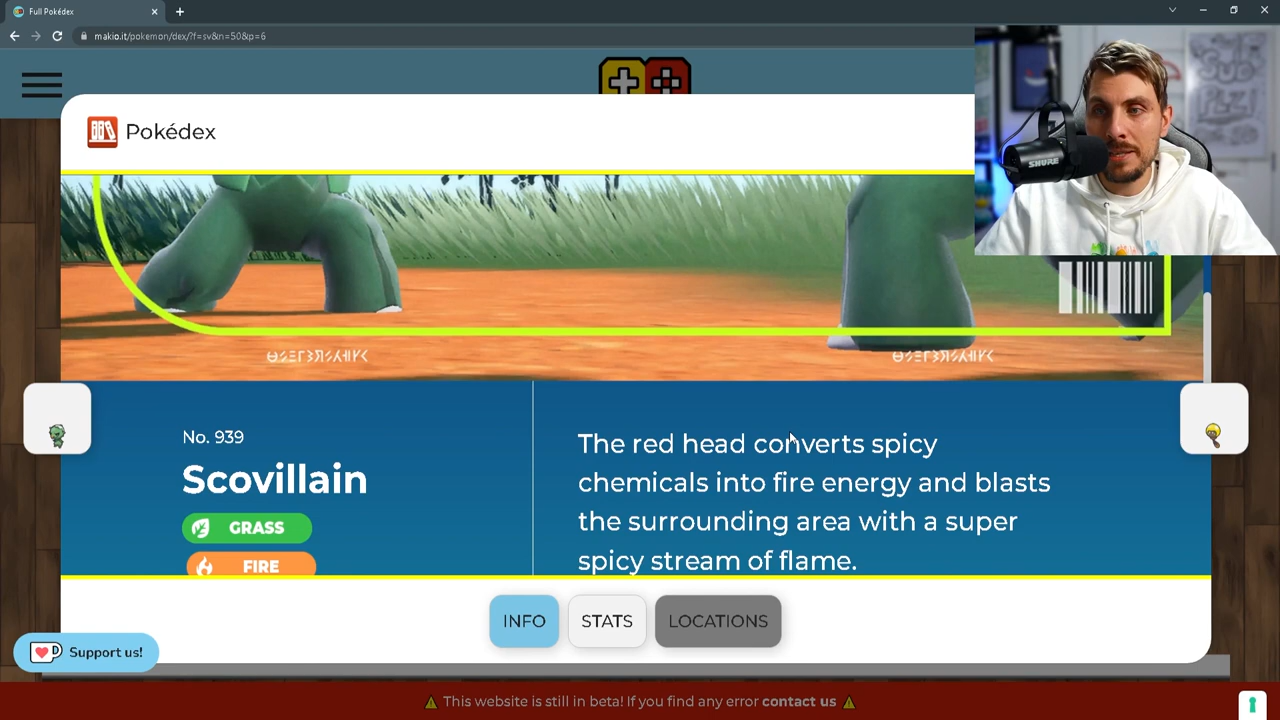 Full Pokédex
makio.it/pokemon/dex/?f=sv&n=50&p=6
Pokédex
SHURE
No. 939
Scovillain
GRASS
FIRE
The red head converts spicy
chemicals into fire energy and blasts
the surrounding area with a super
spicy stream of flame.
INFO
STATS
LOCATIONS
Support us!
This website is still in beta! If you find any error contact us